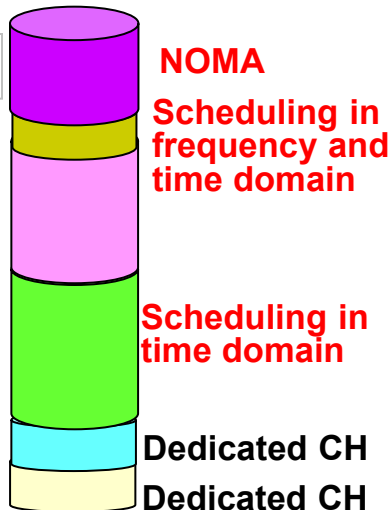 NOMA
Scheduling in
frequency and
time domain
Scheduling in
time domain
Dedicated CH
Dedicated CH